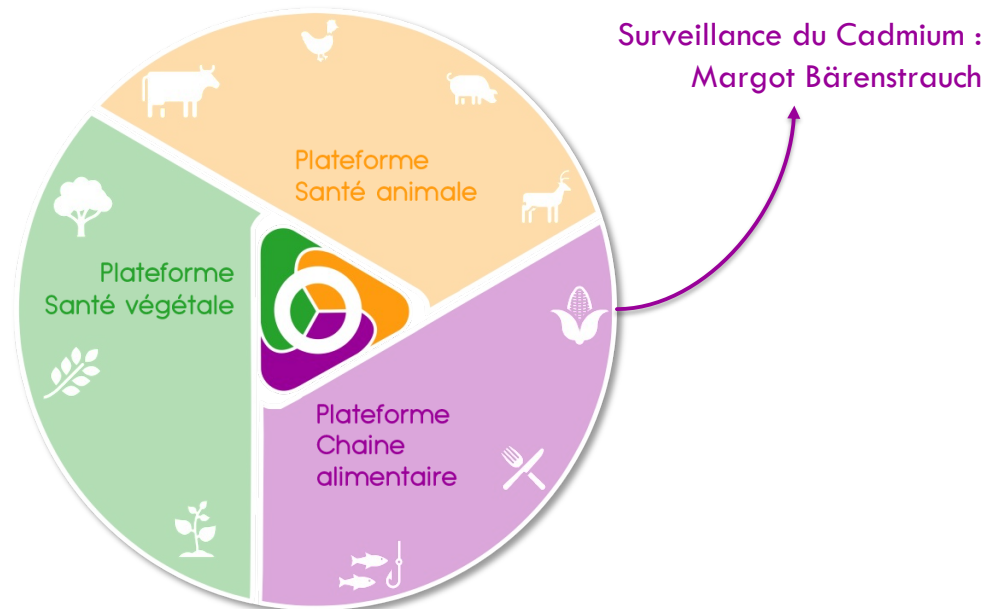 Surveillance du Cadmium :
Margot Bärenstrauch
Plateforme
Santé animale
Plateforme
Santé végétale
Plateforme
Chaine
alimentaire